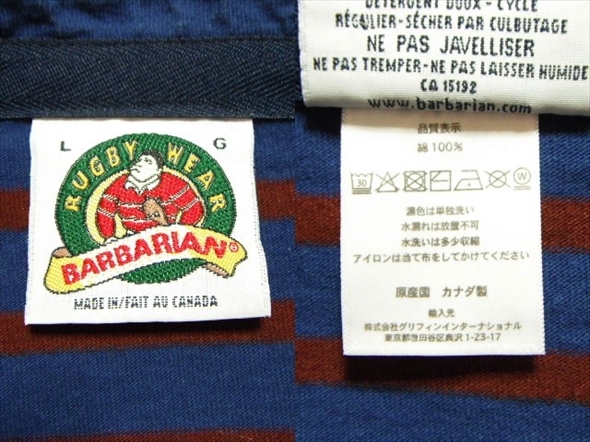 L G
RUGBY WEAR
BARBARIAN®
MADE IN/FAIT AU CANADA
DETERGENT DOUX - CYCLE
RÉGULIER-SÉCHER PAR CULBUTAGE
NE PAS JAVELLISER
NE PAS TREMPER-NE PAS LAISSER HUMIDE
CA 15192
www.barbarian.com
品質表示
綿 100%
30 W
濃色は単独洗い
水濡れは放置不可
水洗いは多少収縮
アイロンは当て布をしてかけてください
原産国 カナダ製
輸入元
株式会社グリフィンインターナショナル
東京都世田谷区奥沢 1-23-17